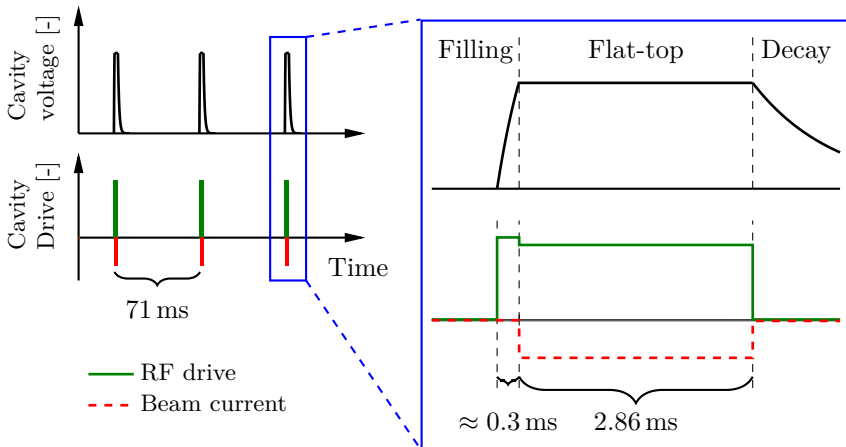 Cavity
voltage [-]
Cavity
Drive [-]
Time
71 ms
RF drive
Beam current
Filling
Flat-top
Decay
≈ 0.3 ms
2.86 ms